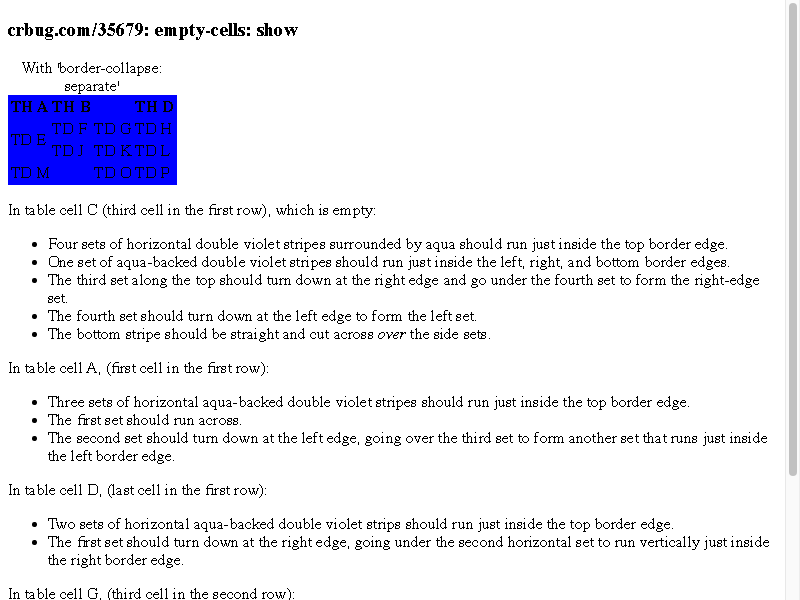 crbug.com/35679: empty-cells: show
With 'border-collapse:
separate'
TH A TH B TH D
TD E TD F TD G TD H
TD K TD L
TD M TD O TD P
In table cell C (third cell in the first row), which is empty:
• Four sets of horizontal double violet stripes surrounded by aqua should run just inside the top border edge.
• One set of aqua-backed double violet stripes should run just inside the left, right, and bottom border edges.
• The third set along the top should turn down at the right edge and go under the fourth set to form the right-edge
set.
• The fourth set should turn down at the left edge to form the left set.
• The bottom stripe should be straight and cut across over the side sets.
In table cell A, (first cell in the first row):
• Three sets of horizontal aqua-backed double violet stripes should run just inside the top border edge.
• The first set should run across.
• The second set should turn down at the left edge, going over the third set to form another set that runs just inside
the left border edge.
In table cell D, (last cell in the first row):
• Two sets of horizontal aqua-backed double violet strips should run just inside the top border edge.
• The first set should turn down at the right edge, going under the second horizontal set to run vertically just inside
the right border edge.
In table cell G, (third cell in the second row):